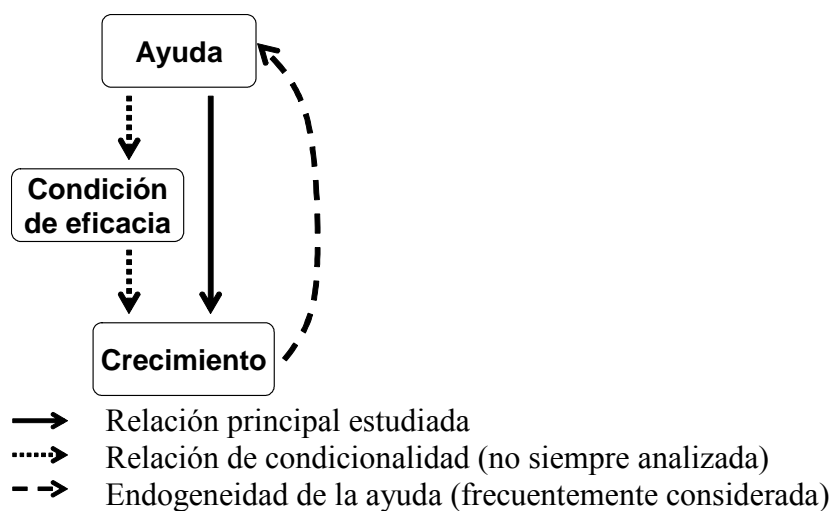 Ayuda
Condición
de eficacia
Crecimiento
Relación principal estudiada
Relación de condicionalidad (no siempre analizada)
Endogeneidad de la ayuda (frecuentemente considerada)